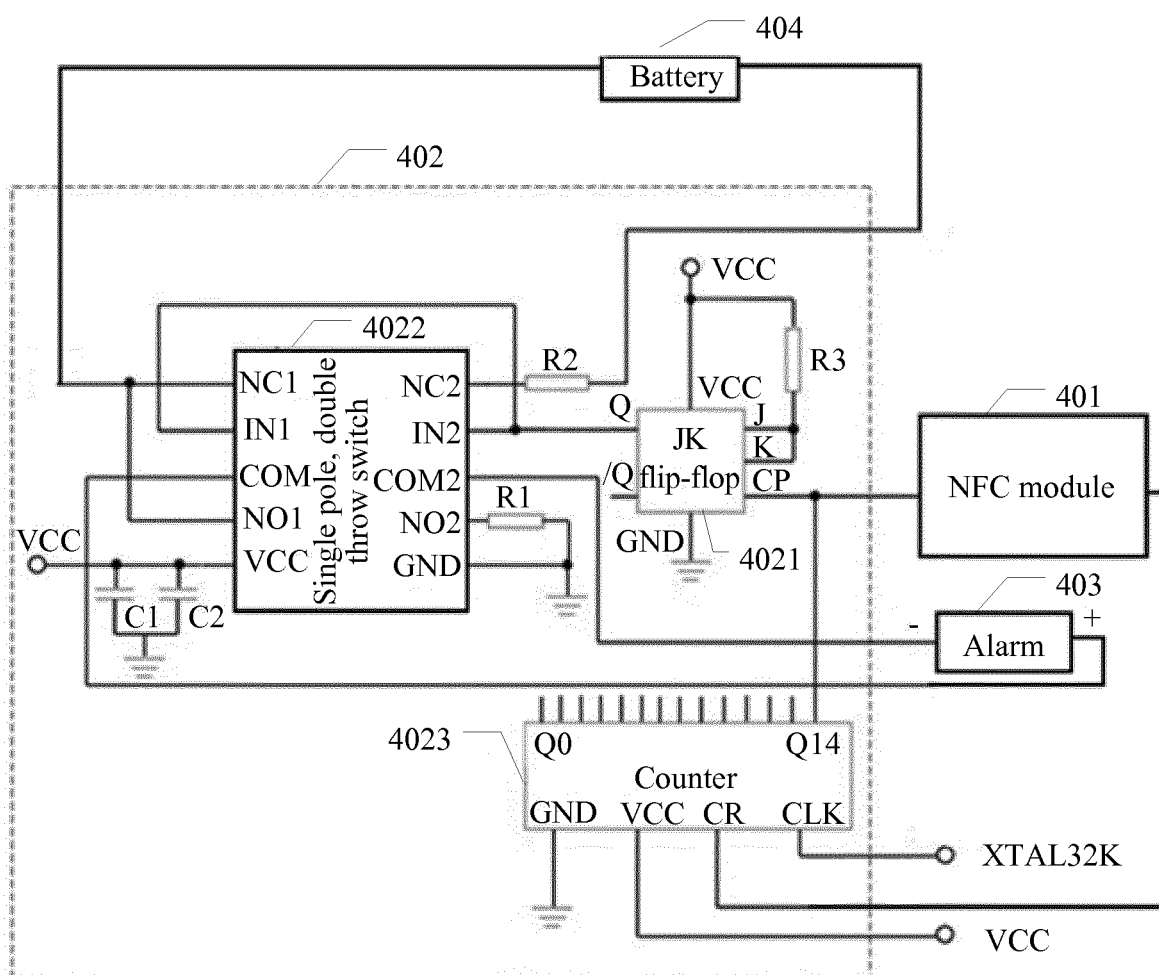 404
Battery
402
VCC
4022
R2
R3
NC1
NC2
VCC
Q
J
401
IN1
IN2
JK
K
COM
COM2
/Q
flip-flop
CP
NFC module
Single pole, double
throw switch
NO1
NO2
R1
VCC
VCC
GND
GND
4021
403
C1
C2
-
+
Alarm
4023
Q0
Q14
Counter
GND
VCC
CR
CLK
XTAL32K
VCC